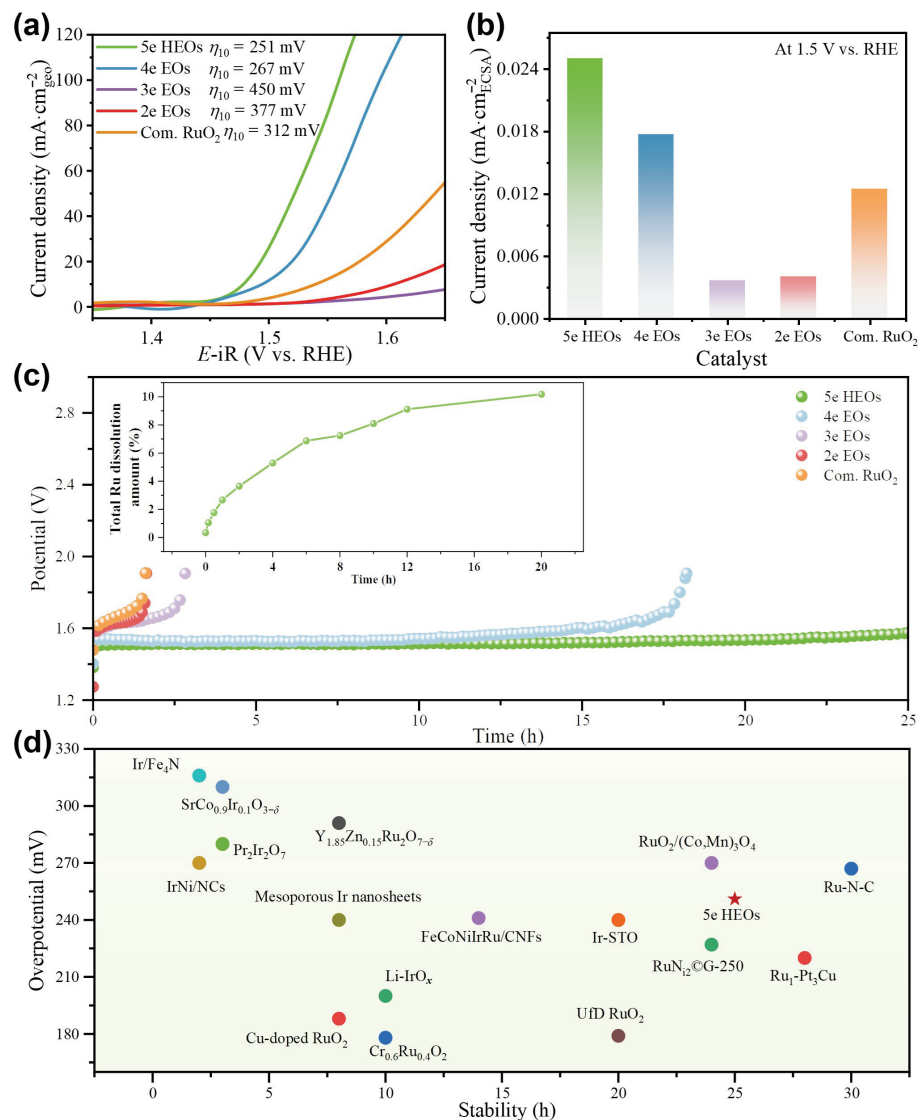 (a)
120
100
80
60
40
20
0
Current density (mA·cm⁻²geo)
5e HEOs η₁₀ = 251 mV
4e EOs η₁₀ = 267 mV
3e EOs η₁₀ = 450 mV
2e EOs η₁₀ = 377 mV
Com. RuO₂ η₁₀ = 312 mV
1.4 1.5 1.6
E-iR (V vs. RHE)
(b)
At 1.5 V vs. RHE
0.024
0.018
0.012
0.006
0.000
Current density (mA·cm⁻²ECSA)
5e HEOs 4e EOs 3e EOs 2e EOs Com. RuO₂
Catalyst
(c)
2.8
2.4
2.0
1.6
1.2
Potential (V)
10
8
6
4
2
0
Total Ru dissolution
amount (%)
0 4 8 12 16 20
Time (h)
5e HEOs
4e EOs
3e EOs
2e EOs
Com. RuO₂
0 5 10 15 20 25
Time (h)
(d)
330
300
270
240
210
180
Overpotential (mV)
Ir/Fe₄N
SrCo₀.₉Ir₀.₁O₃₋δ
Pr₂Ir₂O₇
IrNi/NCs
Y₁.₈₅Zn₀.₁₅Ru₂O₇₋δ
Mesoporous Ir nanosheets
Li-IrOₓ
Cu-doped RuO₂
Cr₀.₆Ru₀.₄O₂
FeCoNiIrRu/CNFs
Ir-STO
UfD RuO₂
RuO₂/(Co,Mn)₃O₄
5e HEOs
RuNi₂©G-250
Ru₁-Pt₃Cu
Ru-N-C
0 5 10 15 20 25 30
Stability (h)